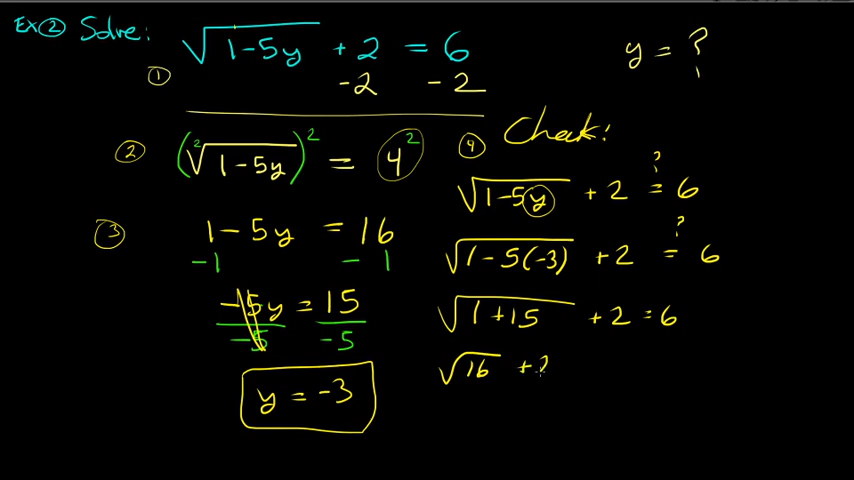 Ex② Solve: √(1-5y) + 2 = 6
y = ?
① -2 - 2
② (²√(1-5y))² = 4²
③ 1 - 5y = 16
-1 - 1
-5y = 15
-5 -5
y = -3
④ Check:
√(1-5y) + 2 ≟ 6
√(1-5(-3)) + 2 ≟ 6
√(1+15) + 2 = 6
√16 + 2